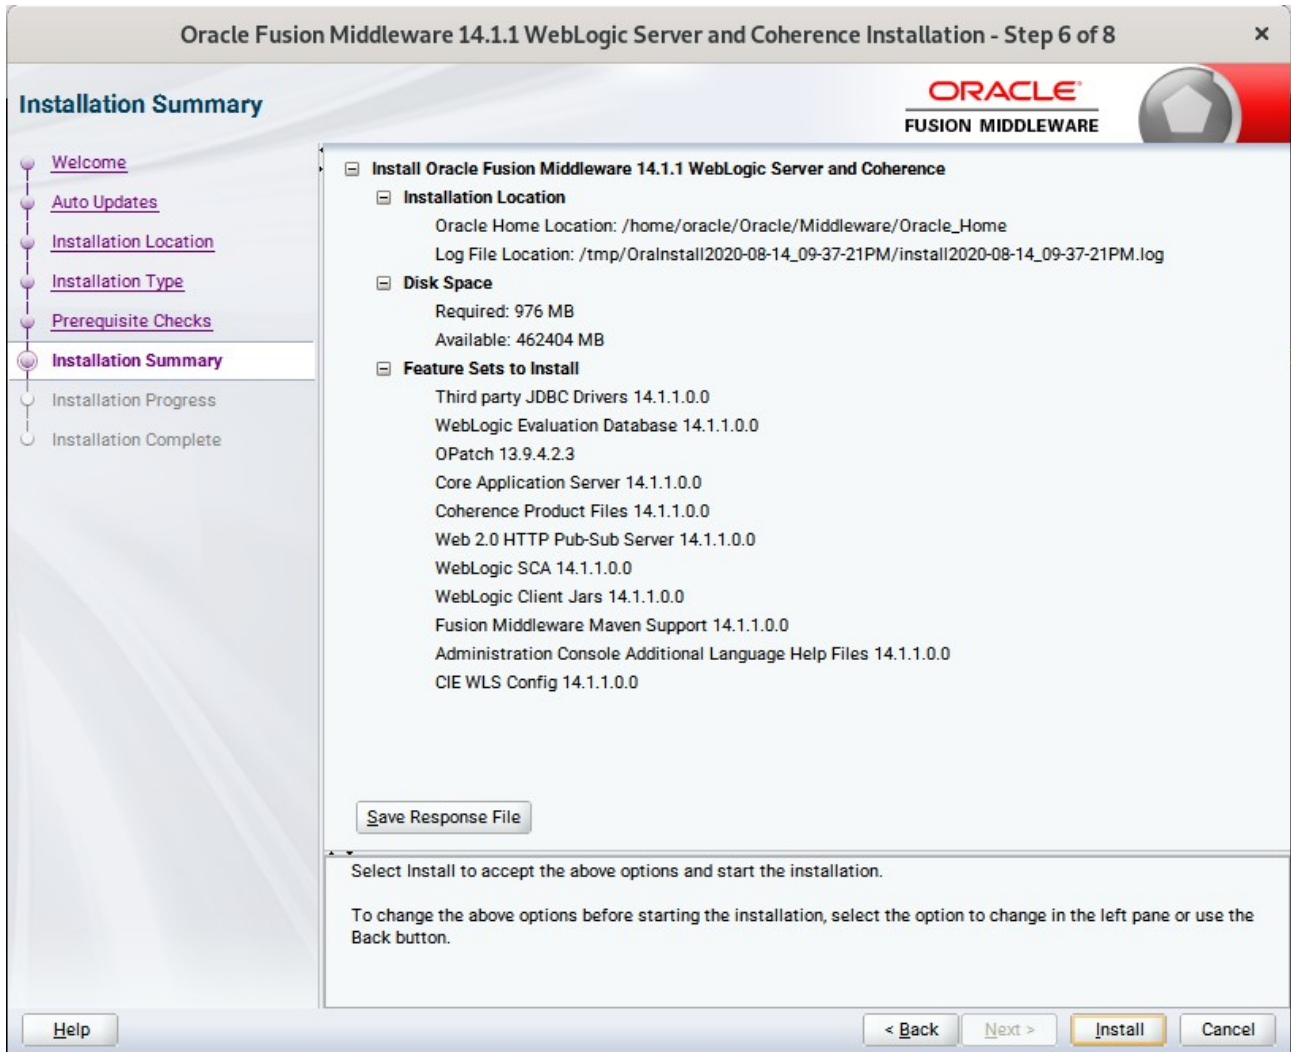 Oracle Fusion Middleware 14.1.1 WebLogic Server and Coherence Installation - Step 6 of 8
Installation Summary
ORACLE
FUSION MIDDLEWARE
Welcome
Auto Updates
Installation Location
Installation Type
Prerequisite Checks
Installation Summary
Installation Progress
Installation Complete
Install Oracle Fusion Middleware 14.1.1 WebLogic Server and Coherence
Installation Location
Oracle Home Location: /home/oracle/Oracle/Middleware/Oracle_Home
Log File Location: /tmp/OraInstall2020-08-14_09-37-21PM/install2020-08-14_09-37-21PM.log
Disk Space
Required: 976 MB
Available: 462404 MB
Feature Sets to Install
Third party JDBC Drivers 14.1.1.0.0
WebLogic Evaluation Database 14.1.1.0.0
OPatch 13.9.4.2.3
Core Application Server 14.1.1.0.0
Coherence Product Files 14.1.1.0.0
Web 2.0 HTTP Pub-Sub Server 14.1.1.0.0
WebLogic SCA 14.1.1.0.0
WebLogic Client Jars 14.1.1.0.0
Fusion Middleware Maven Support 14.1.1.0.0
Administration Console Additional Language Help Files 14.1.1.0.0
CIE WLS Config 14.1.1.0.0
Save Response File
Select Install to accept the above options and start the installation.
To change the above options before starting the installation, select the option to change in the left pane or use the
Back button.
Help
< Back
Next >
Install
Cancel